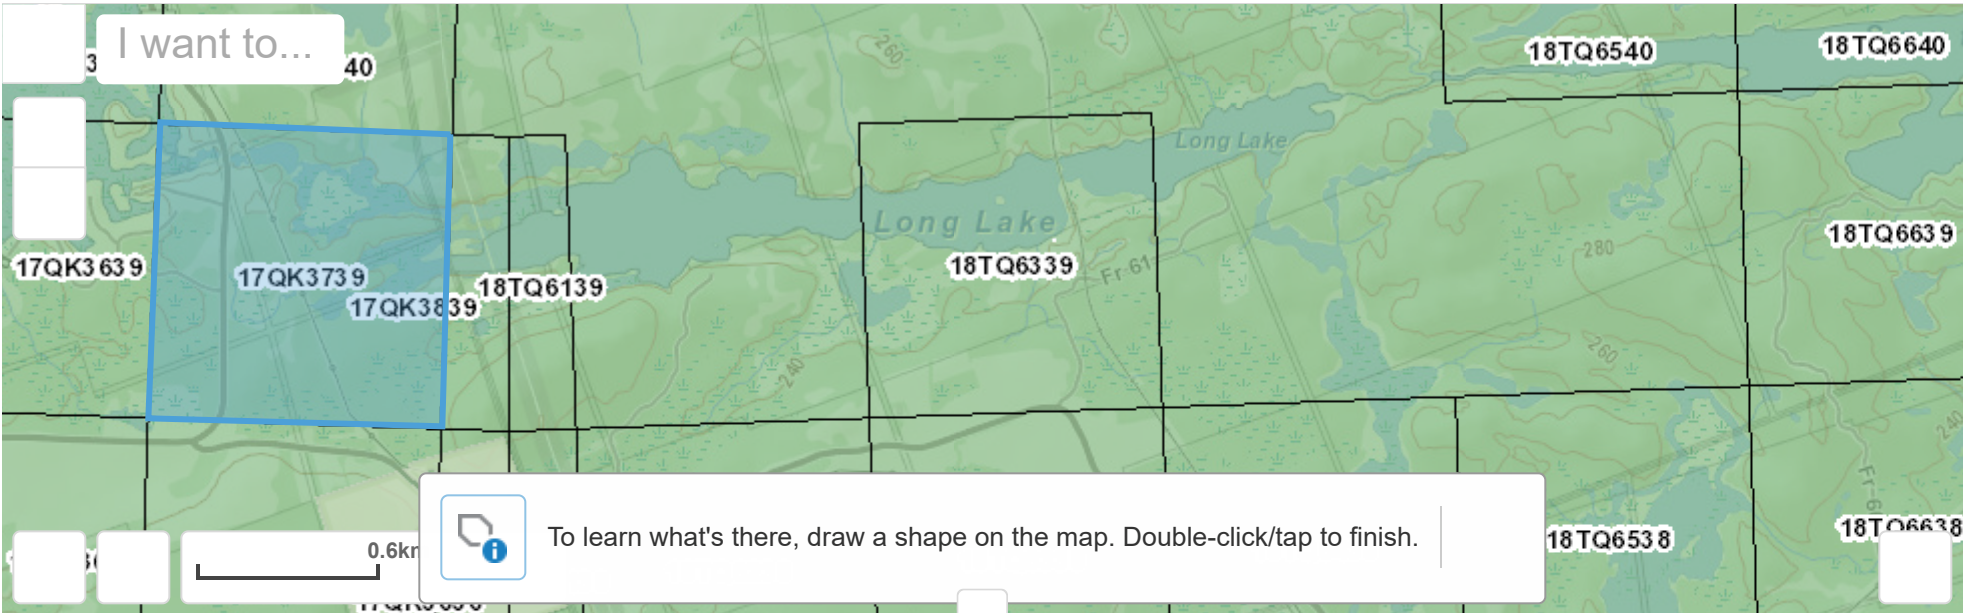 I want to...
40
260
18TQ6540
18TQ6640
Long Lake
Long Lake
18TQ6639
17QK3639
17QK3739
18TQ6339
Fr 61
280
17QK3839
18TQ6139
260
240
240
To learn what's there, draw a shape on the map. Double-click/tap to finish.
18TQ6538
18TQ6638
0.6km